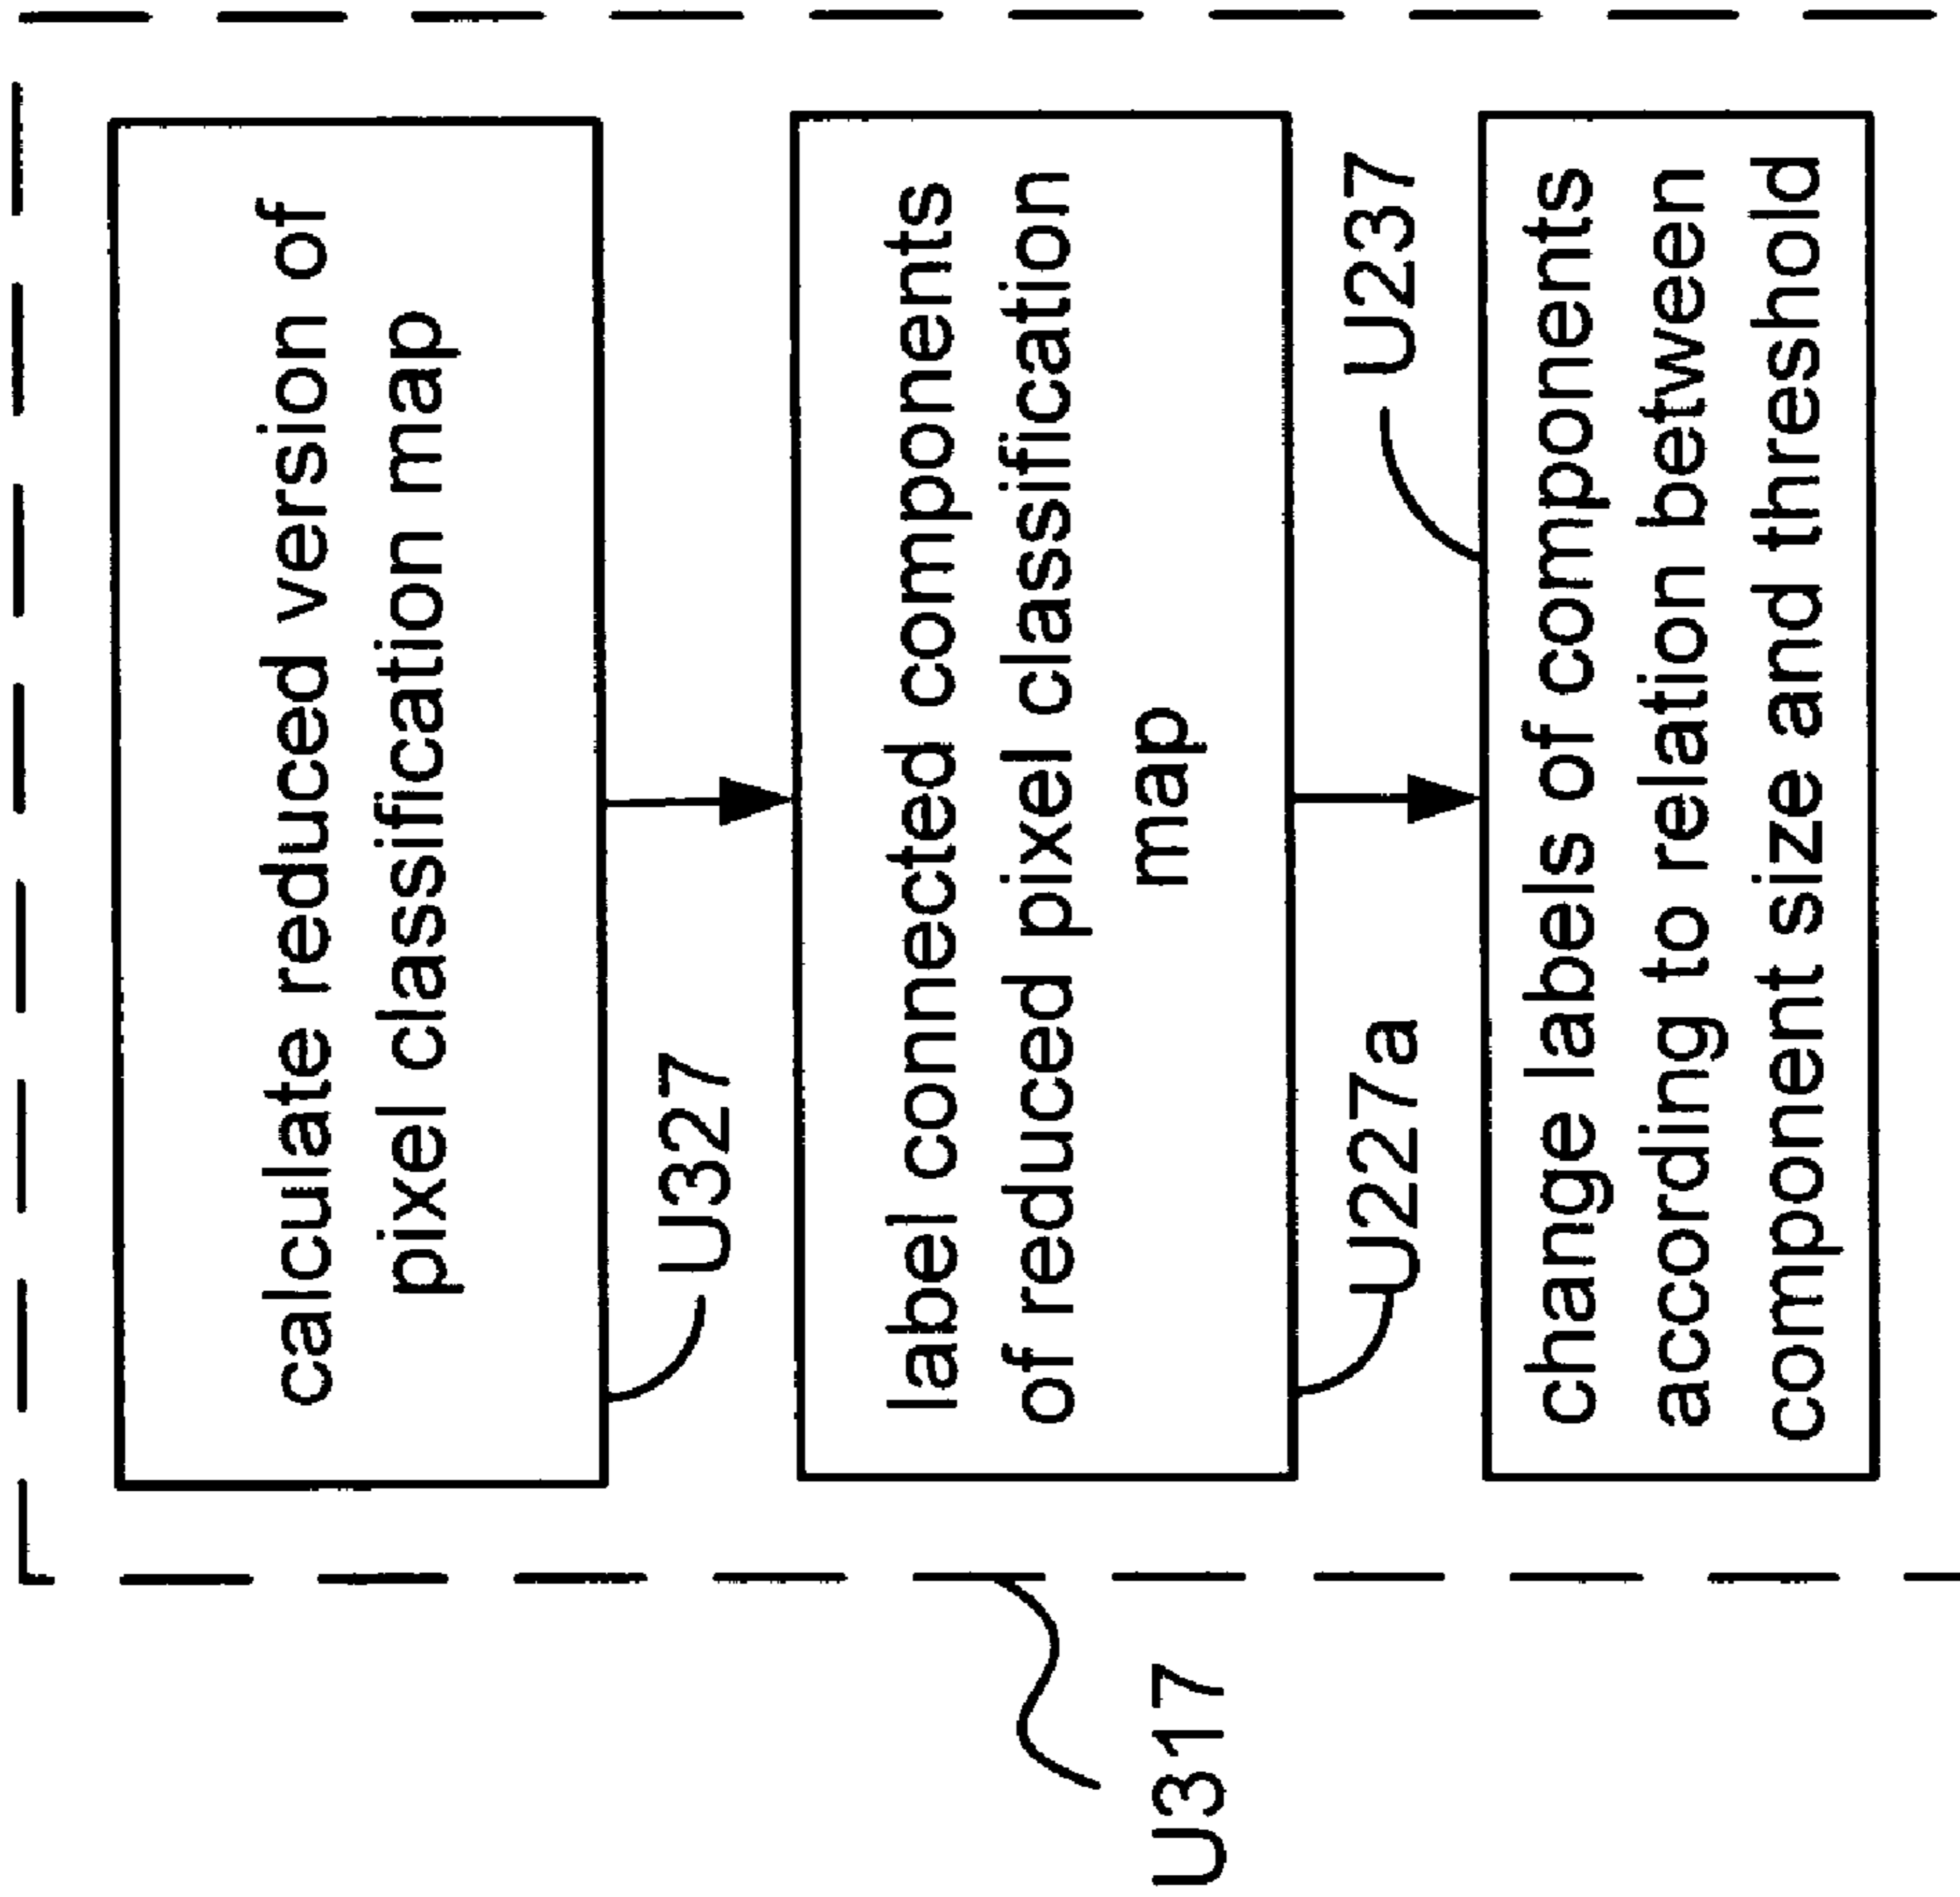 calculate reduced version of
pixel classification map
U327
label connected components
of reduced pixel classification
map
U227a
U237
change labels of components
according to relation between
component size and threshold
U317